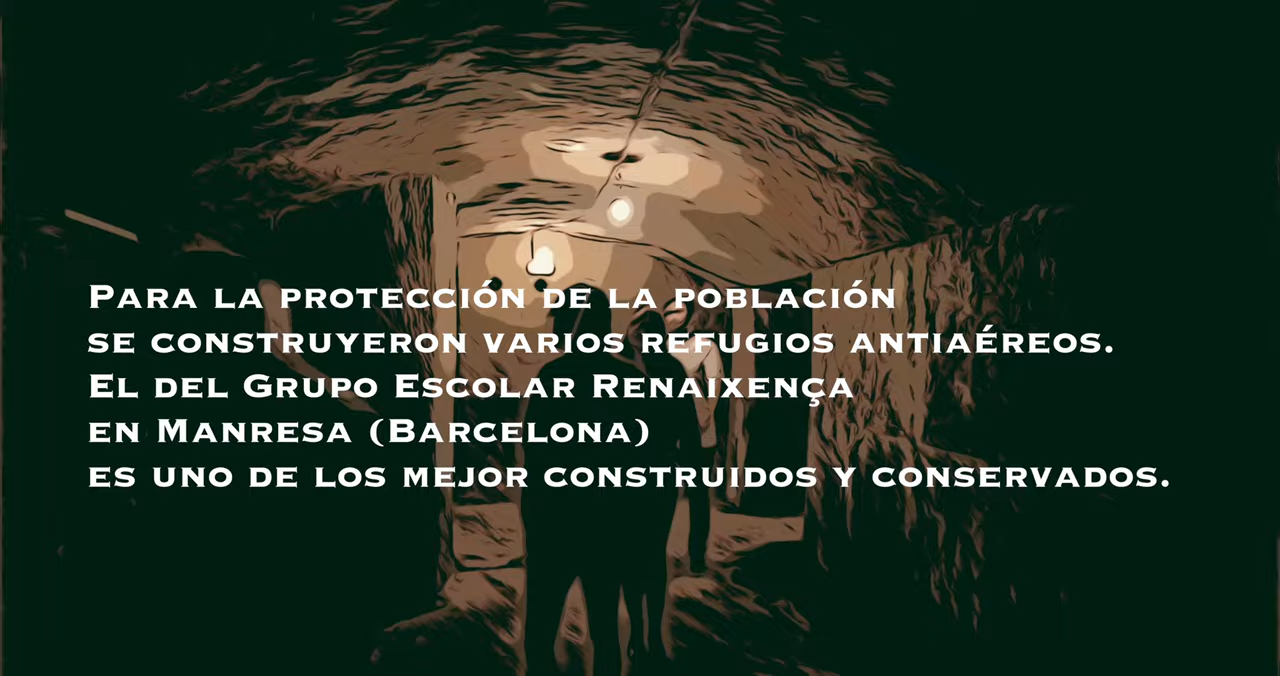 Para la protección de la población
se construyeron varios refugios antiaéreos.
El del Grupo Escolar Renaixença
en Manresa (Barcelona)
es uno de los mejor construidos y conservados.